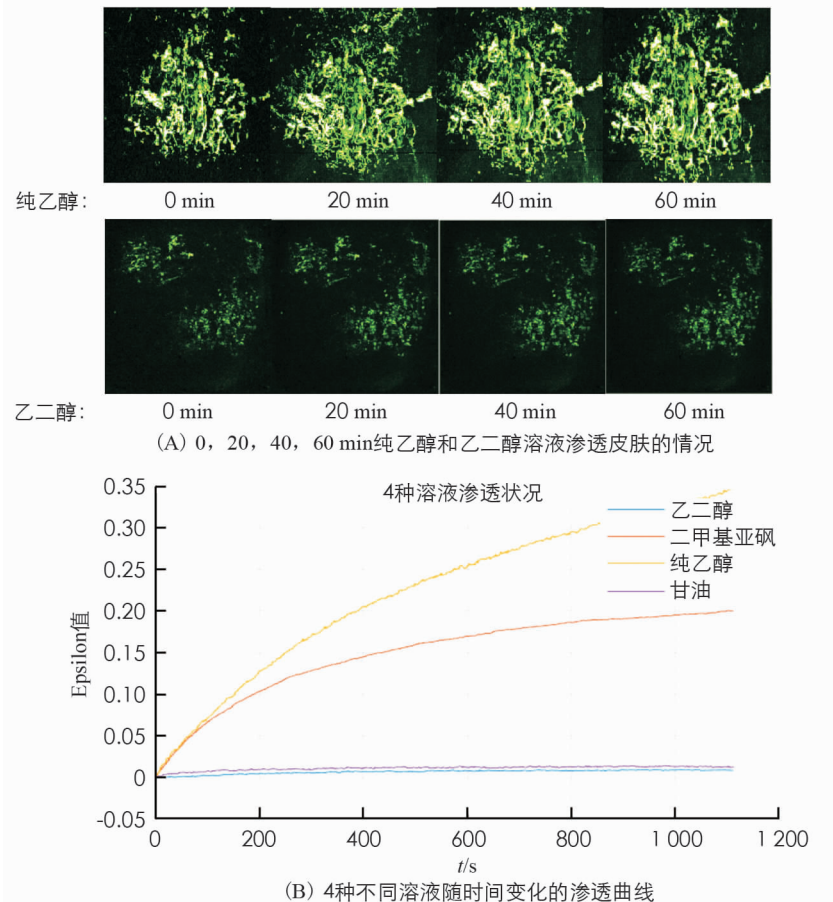 纯乙醇： 0 min 20 min 40 min 60 min
乙二醇： 0 min 20 min 40 min 60 min
(A) 0，20，40，60 min纯乙醇和乙二醇溶液渗透皮肤的情况
4种溶液渗透状况
乙二醇
二甲基亚砜
纯乙醇
甘油
Epsilon值
0.35
0.30
0.25
0.20
0.15
0.10
0.05
0
-0.05
0 200 400 600 800 1 000 1 200
t/s
(B) 4种不同溶液随时间变化的渗透曲线